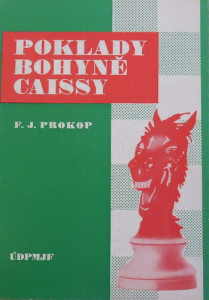 POKLADY
BOHYNĚ
CAISSY
F. J. PROKOP
ÚDPMJF